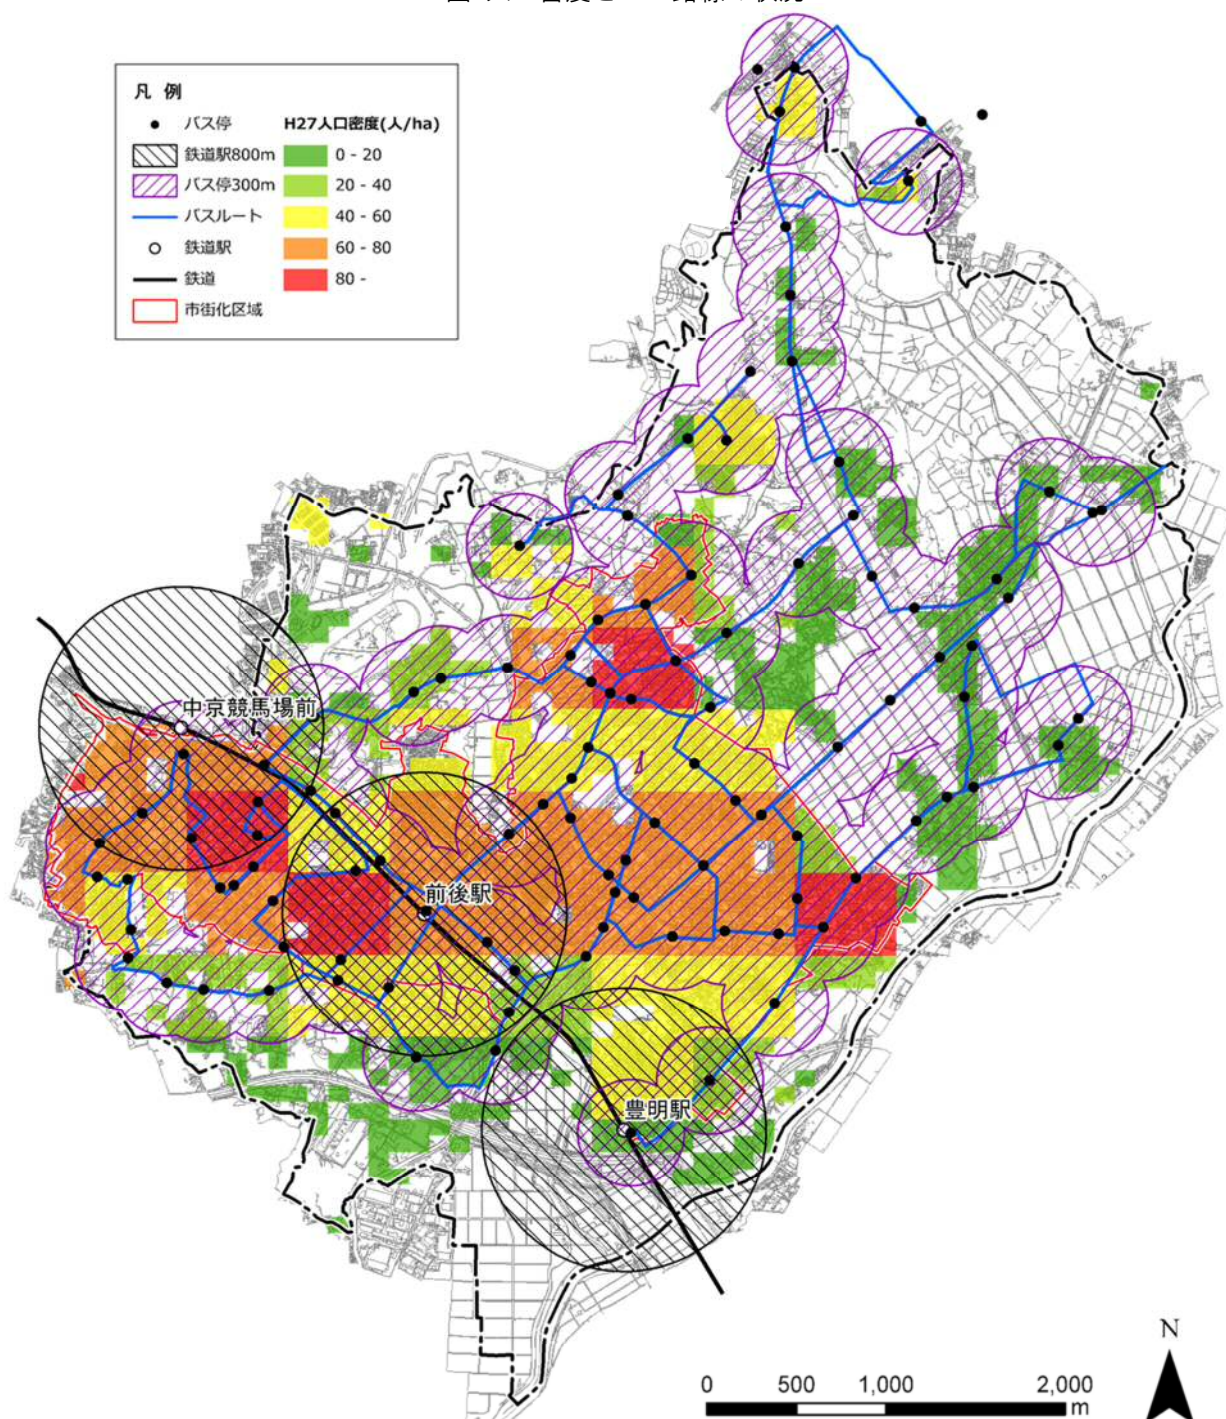 凡 例
バス停
鉄道駅800m
バス停300m
バスルート
鉄道駅
鉄道
市街化区域
H27人口密度(人/ha)
0 - 20
20 - 40
40 - 60
60 - 80
80 -
中京競馬場前
前後駅
豊明駅
N
0 500 1,000 2,000
m